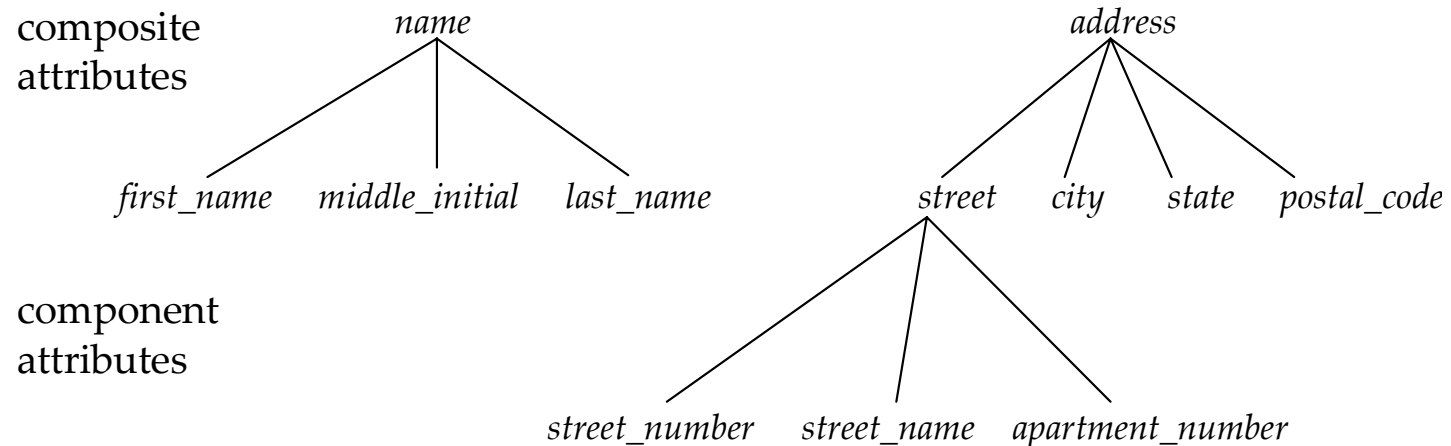 composite
attributes
name
address
first_name middle_initial last_name
street city state postal_code
component
attributes
street_number street_name apartment_number